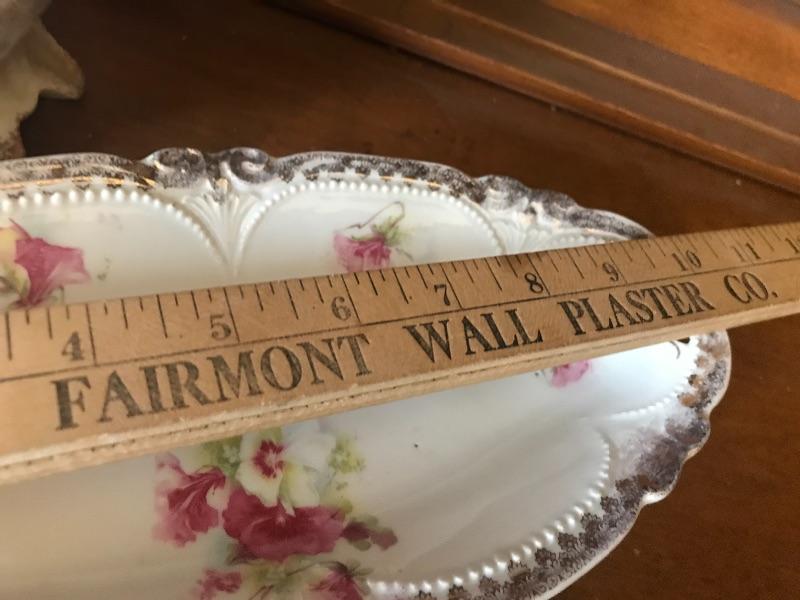 4 5 6 7 8 9 10 11
FAIRMONT WALL PLASTER CO.